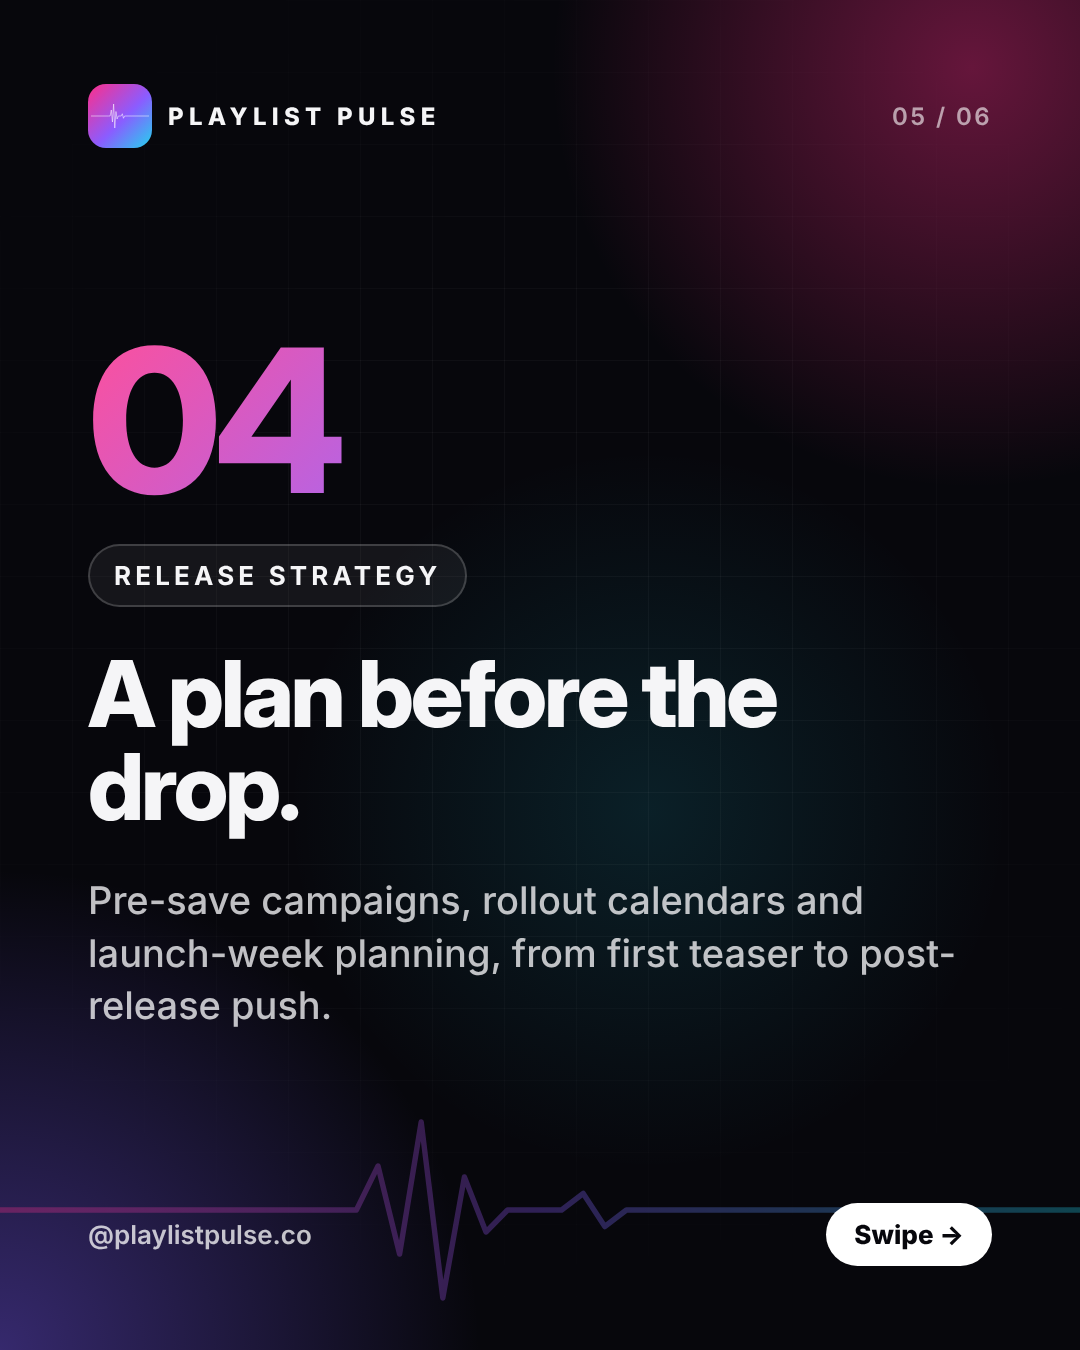 PLAYLIST PULSE
05 / 06
04
RELEASE STRATEGY
A plan before the
drop.
Pre-save campaigns, rollout calendars and
launch-week planning, from first teaser to post-
release push.
@playlistpulse.co
Swipe →